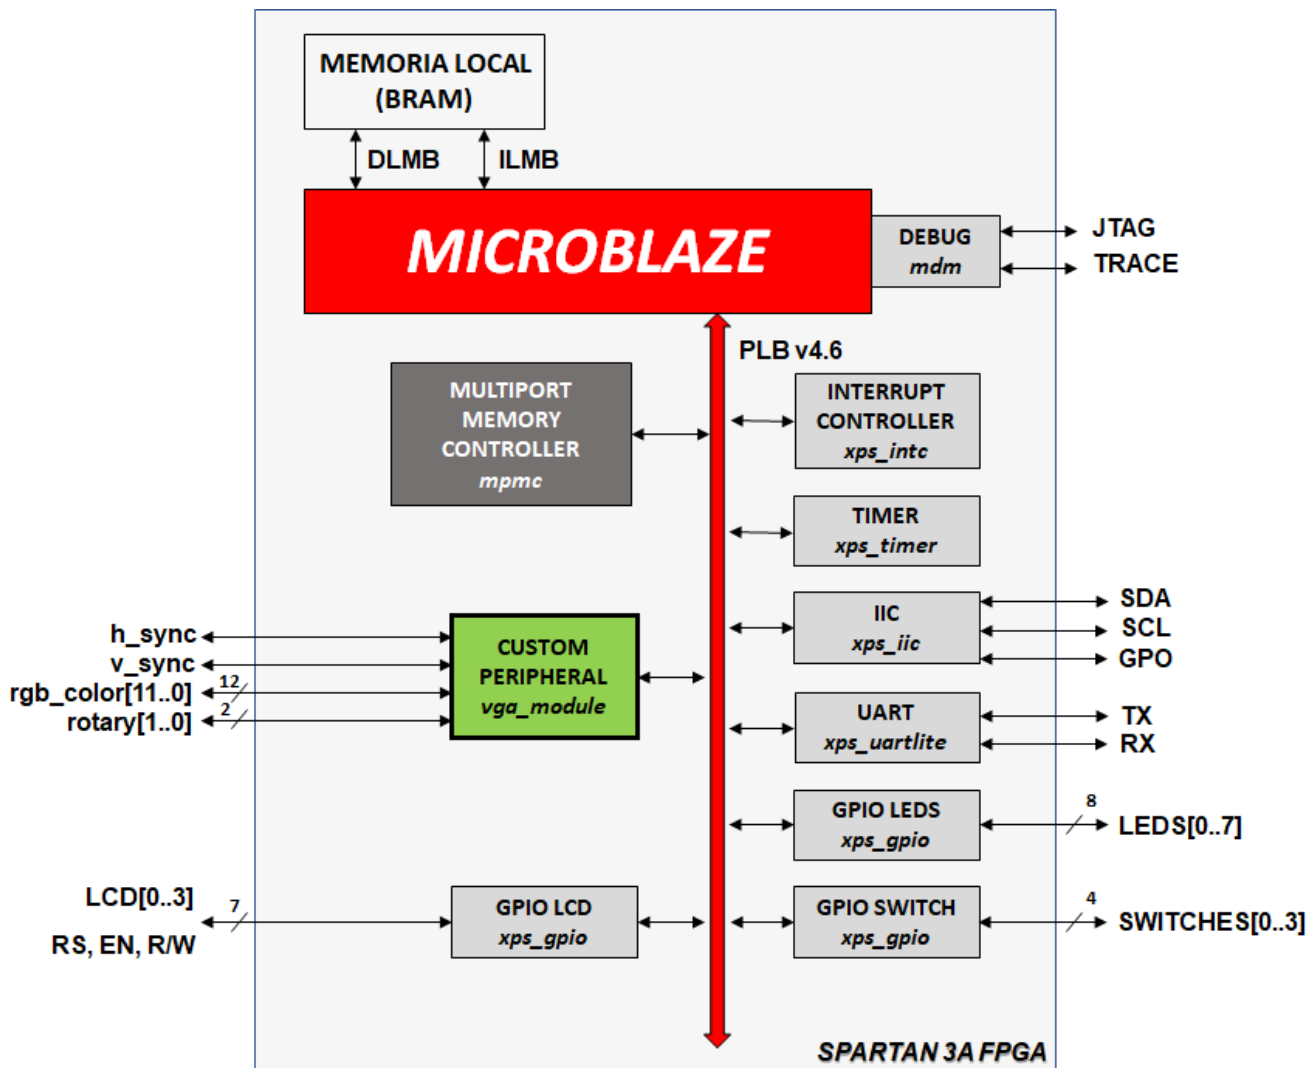 MEMORIA LOCAL
(BRAM)
DLMB
ILMB
MICROBLAZE
DEBUG
mdm
JTAG
TRACE
PLB v4.6
MULTIPORT
MEMORY
CONTROLLER
mpmc
INTERRUPT
CONTROLLER
xps_intc
TIMER
xps_timer
IIC
xps_iic
SDA
SCL
GPO
h_sync
v_sync
rgb_color[11..0]
12
rotary[1..0]
2
CUSTOM
PERIPHERAL
vga_module
UART
xps_uartlite
TX
RX
GPIO LEDS
xps_gpio
8
LEDS[0..7]
LCD[0..3]
7
RS, EN, R/W
GPIO LCD
xps_gpio
GPIO SWITCH
xps_gpio
4
SWITCHES[0..3]
SPARTAN 3A FPGA